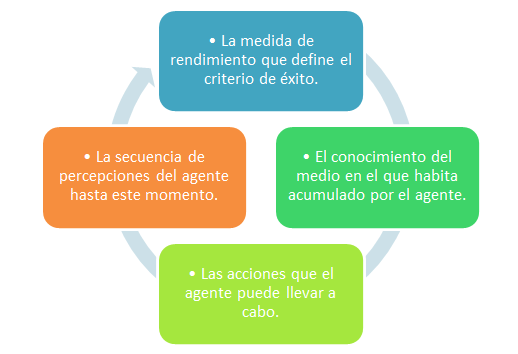 • La medida de
rendimiento que define el
criterio de éxito.
• El conocimiento del
medio en el que habita
acumulado por el agente.
• Las acciones que el
agente puede llevar a
cabo.
• La secuencia de
percepciones del agente
hasta este momento.